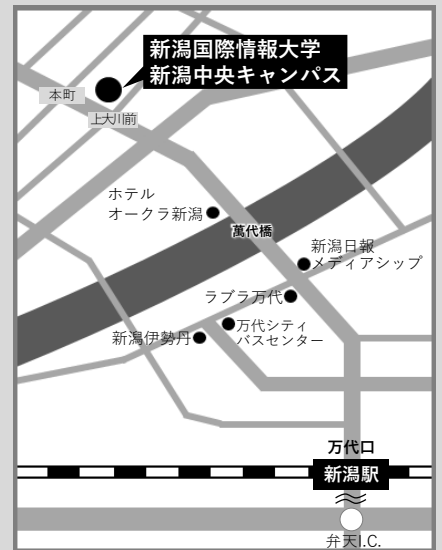 新潟国際情報大学
新潟中央キャンパス
本町
上大川前
ホテル
オークラ新潟
萬代橋
新潟日報
メディアシップ
ラブラ万代
万代シティ
バスセンター
新潟伊勢丹
万代口
新潟駅
弁天I.C.